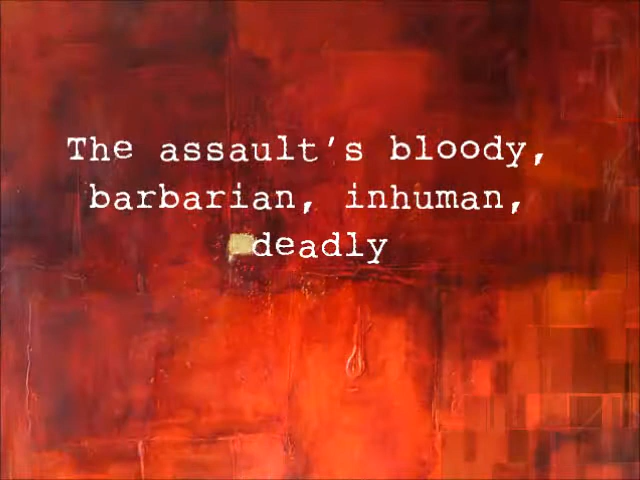 The assault's bloody,
barbarian, inhuman,
deadly